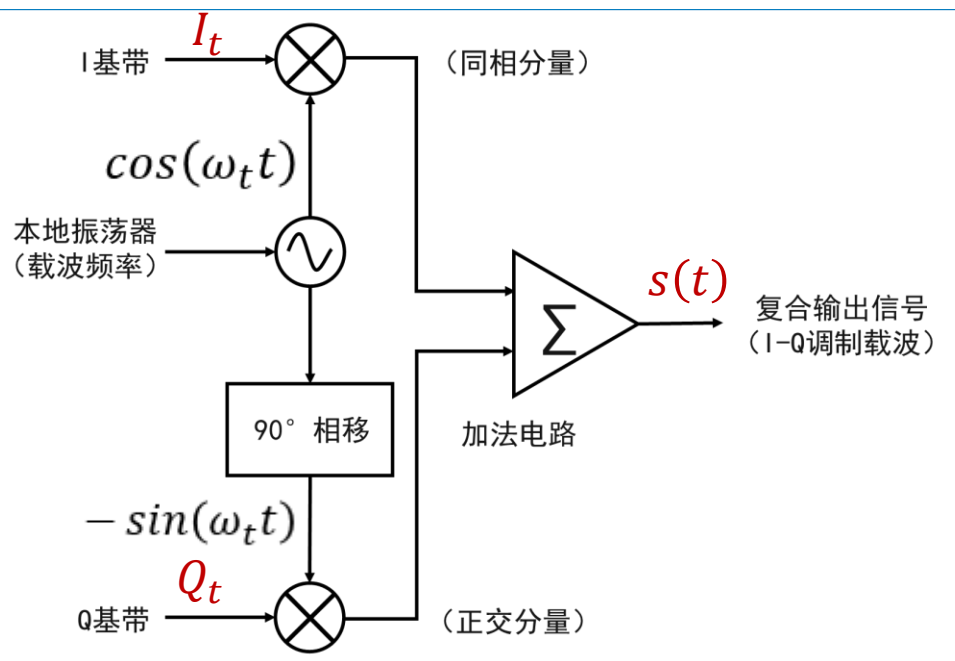 I基带
I_t
(同相分量)
cos(ω_t t)
本地振荡器
(载波频率)
s(t)
复合输出信号
(I-Q调制载波)
∑
90°相移
加法电路
− sin(ω_t t)
Q_t
Q基带
(正交分量)